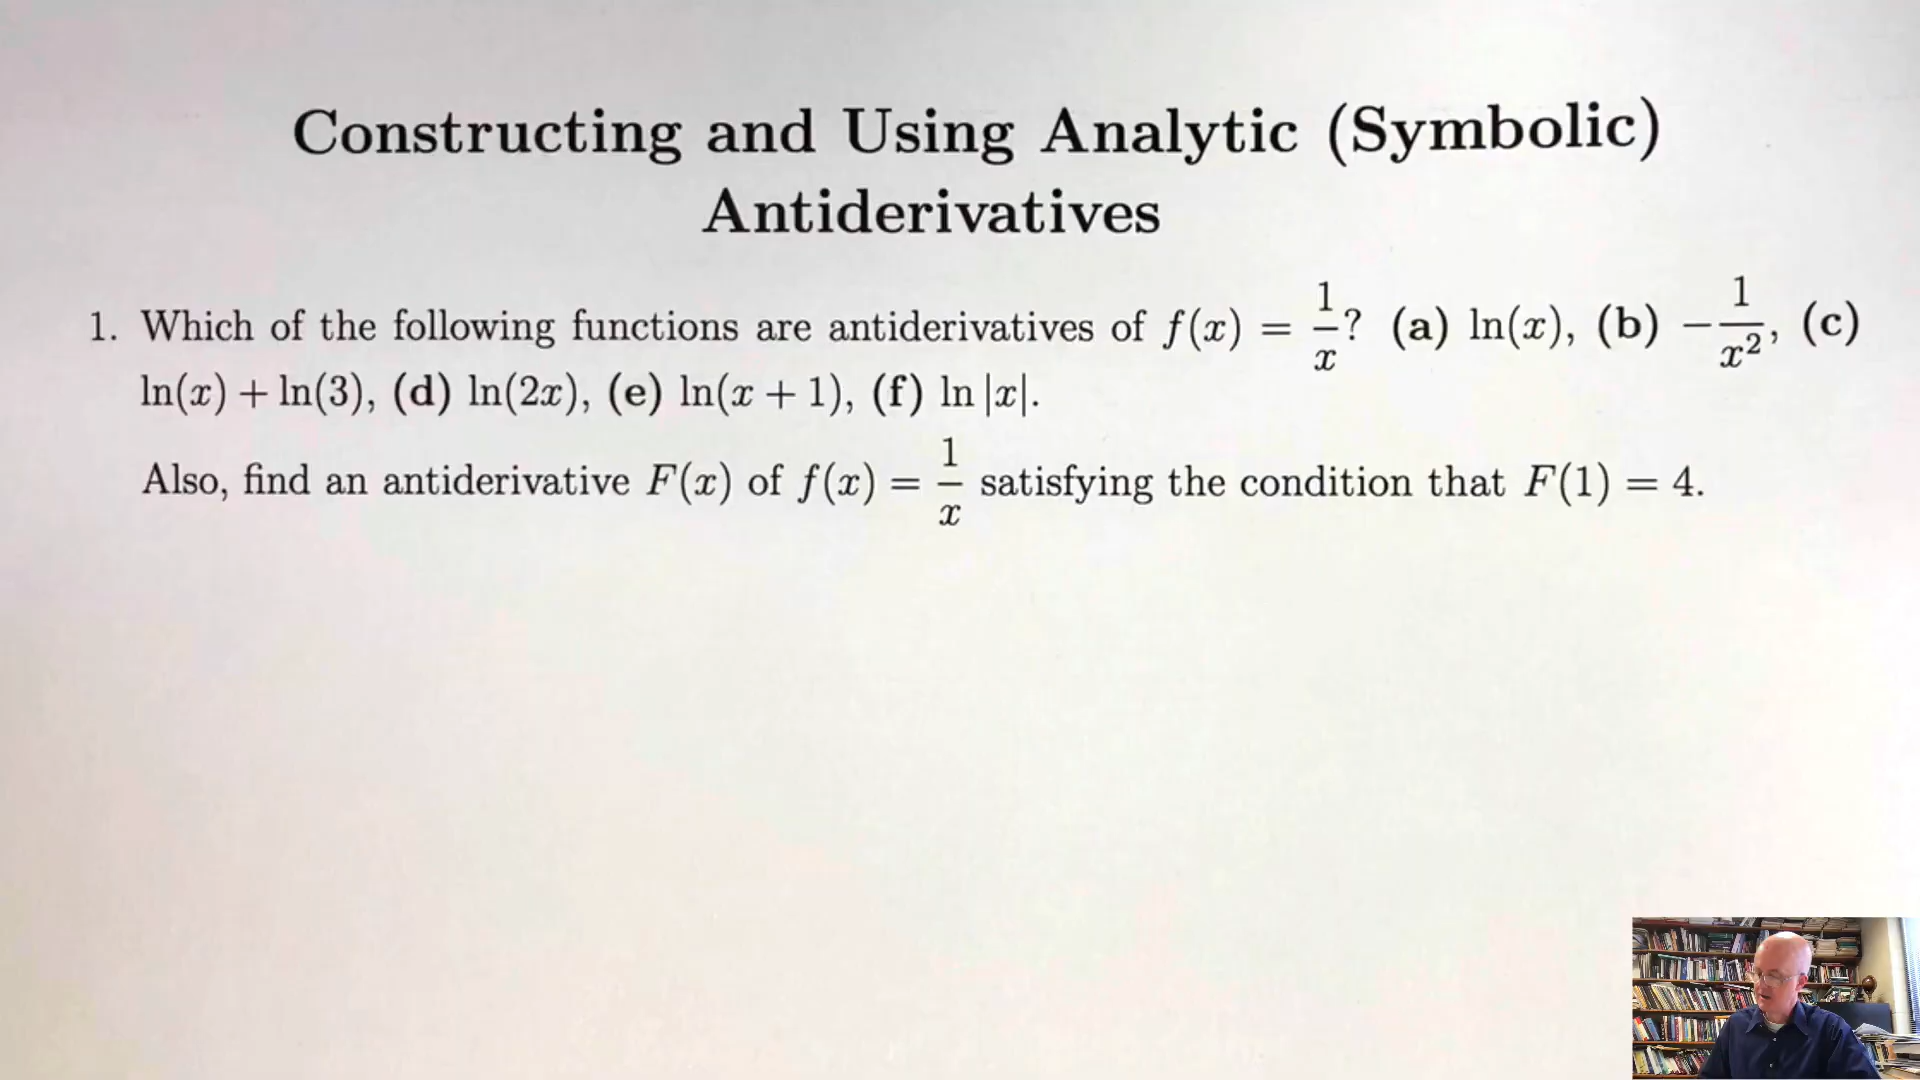 Constructing and Using Analytic (Symbolic)
Antiderivatives
1. Which of the following functions are antiderivatives of f(x) = 1/x? (a) ln(x), (b) −1/x², (c)
ln(x) + ln(3), (d) ln(2x), (e) ln(x + 1), (f) ln |x|.
Also, find an antiderivative F(x) of f(x) = 1/x satisfying the condition that F(1) = 4.